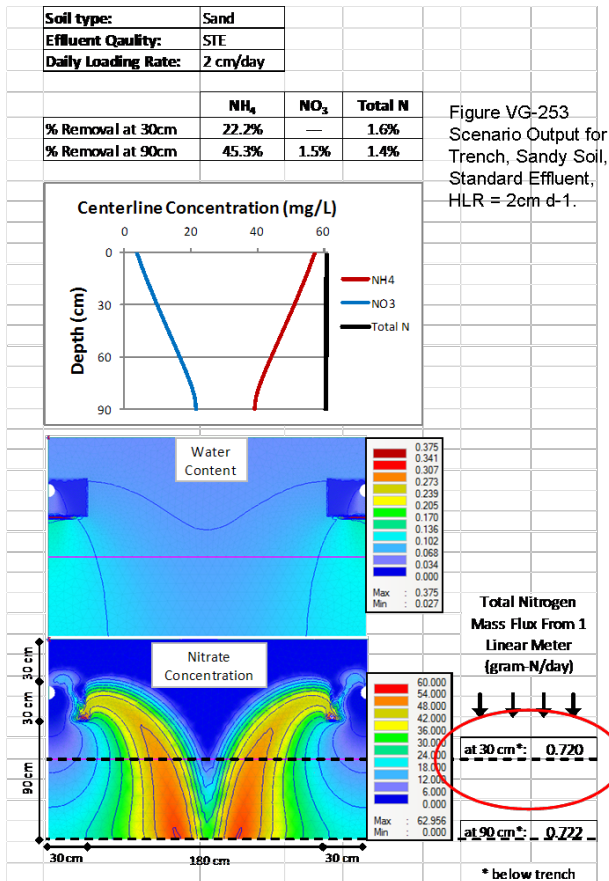 Soil type: Sand
Effluent Qaulity: STE
Daily Loading Rate: 2 cm/day
NH4 NO3 Total N
% Removal at 30cm 22.2% — 1.6%
% Removal at 90cm 45.3% 1.5% 1.4%
Figure VG-253
Scenario Output for
Trench, Sandy Soil,
Standard Effluent,
HLR = 2cm d-1.
Centerline Concentration (mg/L)
0 20 40 60
0
30
60
90
Depth (cm)
NH4
NO3
Total N
Water
Content
0.375
0.341
0.307
0.273
0.239
0.205
0.170
0.136
0.102
0.068
0.034
0.000
Max : 0.375
Min : 0.027
Total Nitrogen
Mass Flux From 1
Linear Meter
(gram-N/day)
Nitrate
Concentration
30 cm
30 cm
90cm
60.000
54.000
48.000
42.000
36.000
30.000
24.000
18.000
12.000
6.000
0.000
Max : 62.956
Min : 0.000
at 30 cm*: 0.720
at 90 cm*: 0.722
30 cm 180 cm 30 cm
* below trench